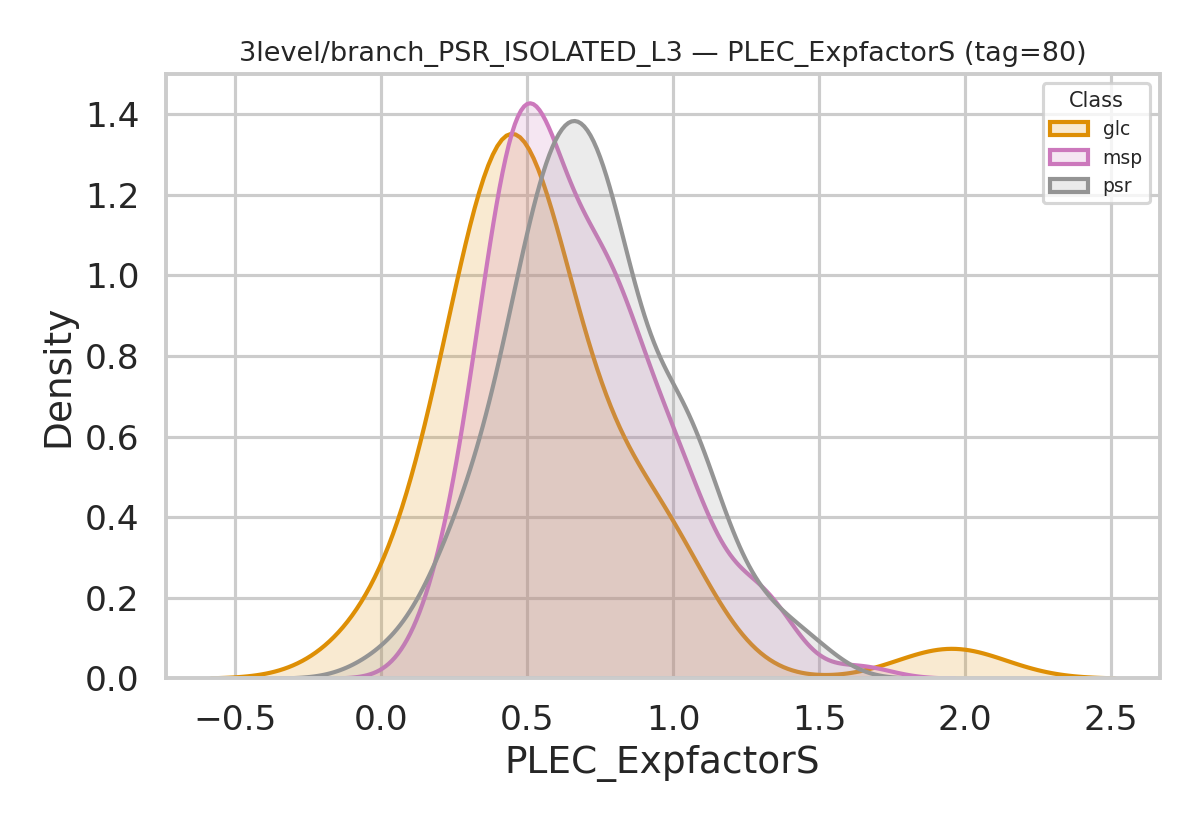 3level/branch_PSR_ISOLATED_L3 — PLEC_ExpfactorS (tag=80)
Class
glc
msp
psr
Density
1.4
1.2
1.0
0.8
0.6
0.4
0.2
0.0
−0.5 0.0 0.5 1.0 1.5 2.0 2.5
PLEC_ExpfactorS